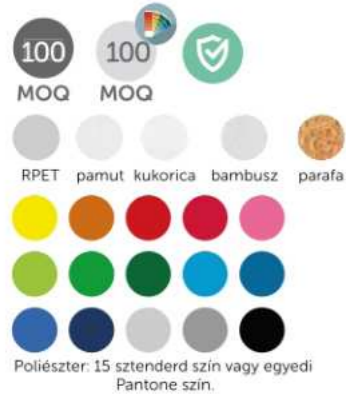 100 100
MOQ MOQ
RPET pamut kukorica bambusz parafa
Poliészter: 15 sztenderd szín vagy egyedi
Pantone szín.